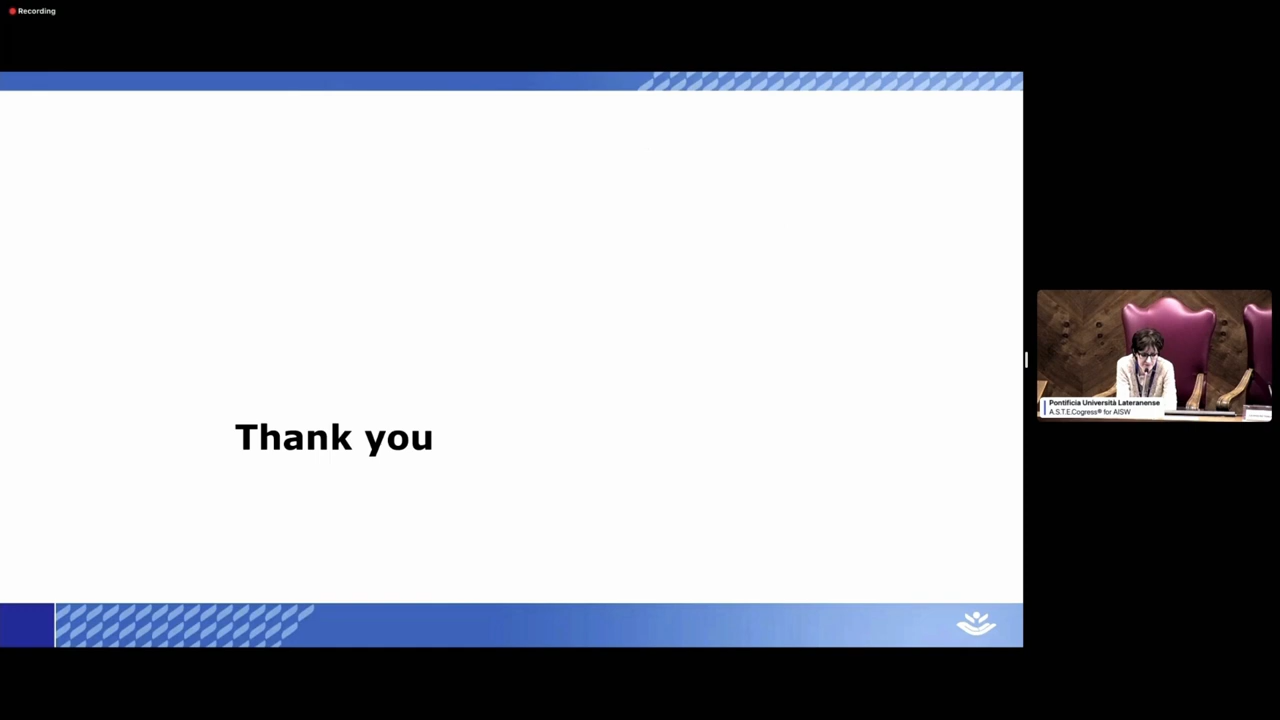 Recording
Thank you
Pontificia Università Lateranense
A.S.T.E.Cogress® for AISW